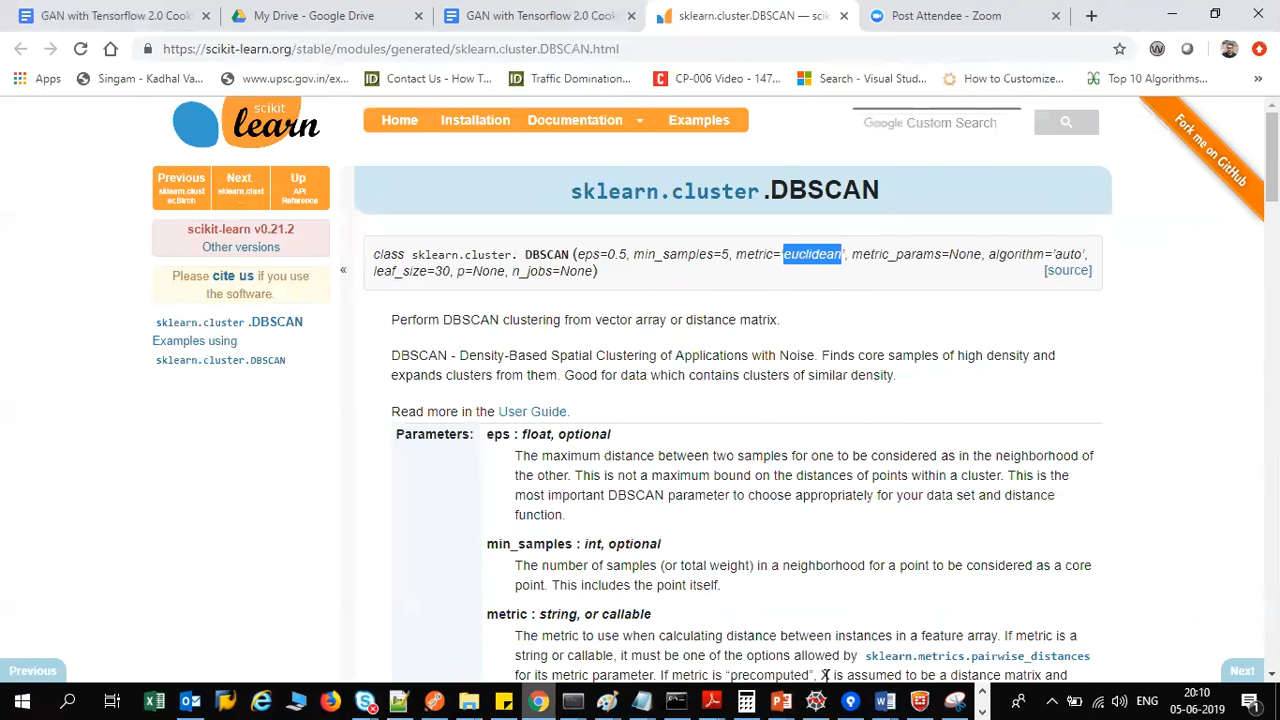 GAN with Tensorflow 2.0 Cook
My Drive - Google Drive
GAN with Tensorflow 2.0 Cook
sklearn.cluster.DBSCAN — scik
Post Attendee - Zoom
https://scikit-learn.org/stable/modules/generated/sklearn.cluster.DBSCAN.html
Apps
Singam - Kadhal Va...
www.upsc.gov.in/ex...
Contact Us - How T...
Traffic Domination...
CP-006 Video - 147...
Search - Visual Stud...
How to Customize...
Top 10 Algorithms...
scikit
learn
Home
Installation
Documentation
Examples
Google Custom Search
Fork me on GitHub
Previous
sklearn.clust
er.Birch
Next
sklearn.clust
...
Up
API
Reference
scikit-learn v0.21.2
Other versions
Please cite us if you use
the software.
sklearn.cluster.DBSCAN
Examples using
sklearn.cluster.DBSCAN
«
sklearn.cluster.DBSCAN
class sklearn.cluster. DBSCAN (eps=0.5, min_samples=5, metric='euclidean', metric_params=None, algorithm='auto',
leaf_size=30, p=None, n_jobs=None)
[source]
Perform DBSCAN clustering from vector array or distance matrix.
DBSCAN - Density-Based Spatial Clustering of Applications with Noise. Finds core samples of high density and
expands clusters from them. Good for data which contains clusters of similar density.
Read more in the User Guide.
Parameters:
eps : float, optional
The maximum distance between two samples for one to be considered as in the neighborhood of
the other. This is not a maximum bound on the distances of points within a cluster. This is the
most important DBSCAN parameter to choose appropriately for your data set and distance
function.
min_samples : int, optional
The number of samples (or total weight) in a neighborhood for a point to be considered as a core
point. This includes the point itself.
metric : string, or callable
The metric to use when calculating distance between instances in a feature array. If metric is a
string or callable, it must be one of the options allowed by sklearn.metrics.pairwise_distances
for its metric parameter. If metric is “precomputed”, X is assumed to be a distance matrix and
Previous
Next
ENG
20:10
05-06-2019